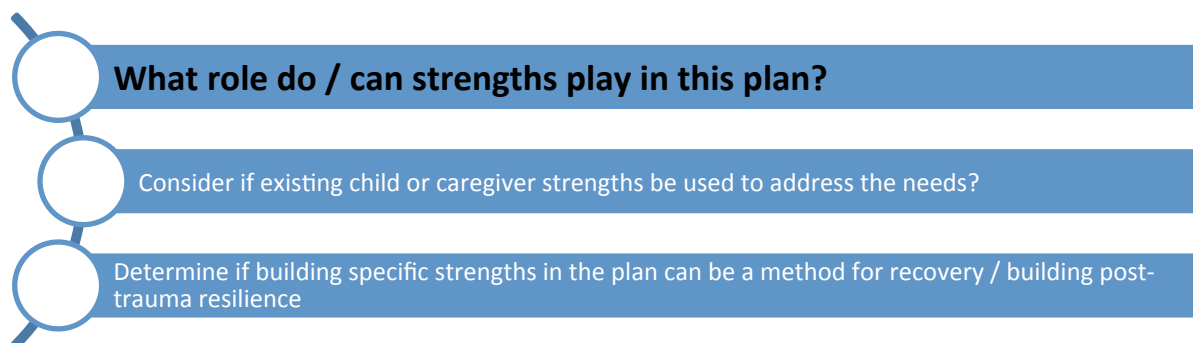 What role do / can strengths play in this plan?
Consider if existing child or caregiver strengths be used to address the needs?
Determine if building specific strengths in the plan can be a method for recovery / building post-
trauma resilience